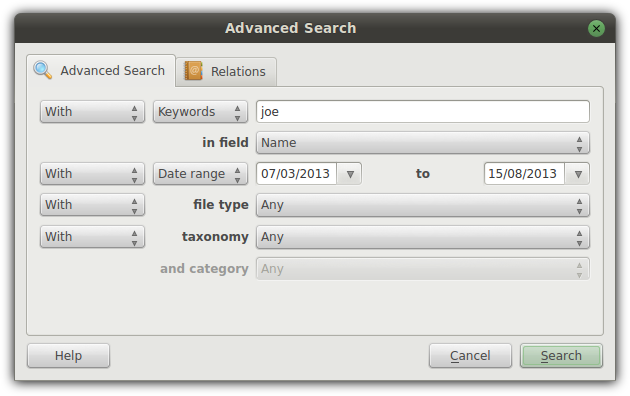 Advanced Search
Advanced Search Relations
With Keywords joe
in field Name
With Date range 07/03/2013 to 15/08/2013
With file type Any
With taxonomy Any
and category Any
Help Cancel Search